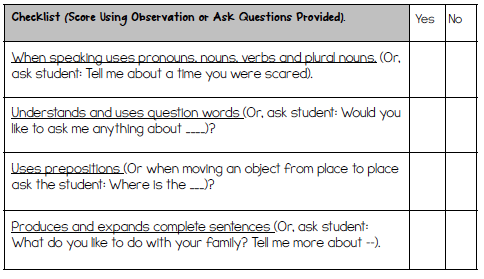 Checklist (Score Using Observation or Ask Questions Provided). Yes No
When speaking uses pronouns, nouns, verbs and plural nouns. (Or,
ask student: Tell me about a time you were scared).
Understands and uses question words (Or, ask student: Would you
like to ask me anything about ____)?
Uses prepositions (Or when moving an object from place to place
ask the student: Where is the ___)?
Produces and expands complete sentences (Or, ask student:
What do you like to do with your family? Tell me more about --).